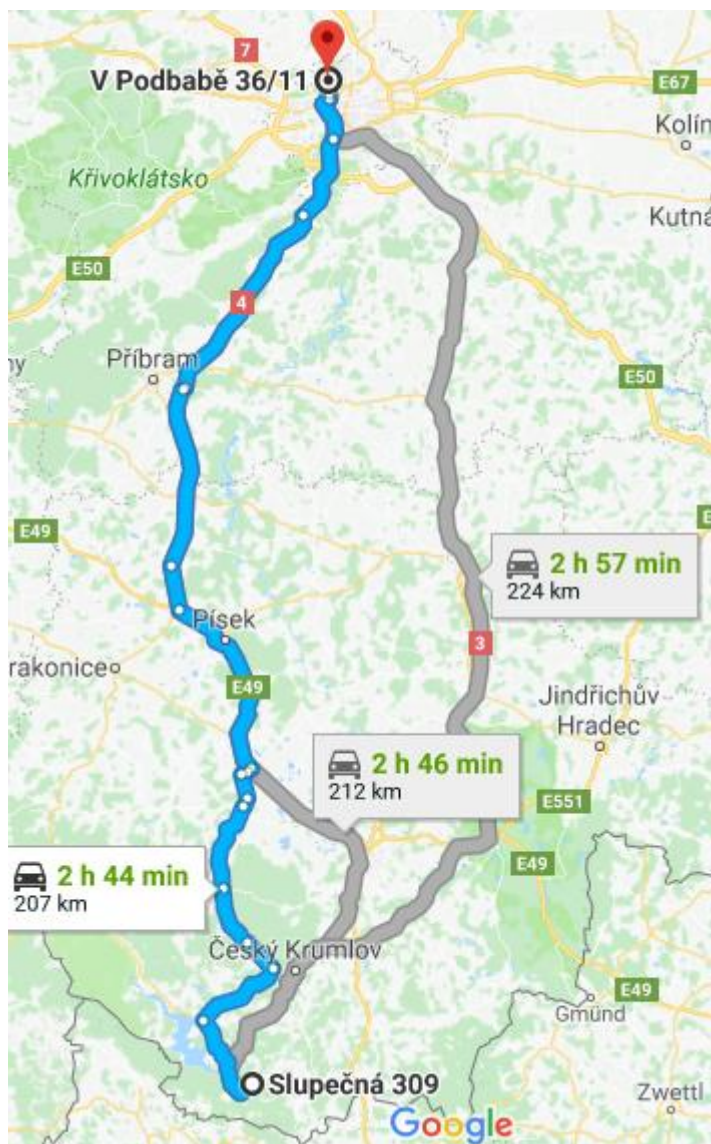 7
V Podbabě 36/11
E67
Kolín
Křivoklátsko
Kutná
E50
4
Příbram
ny
E50
E49
E
2 h 57 min
224 km
Písek
3
rakonice
E49
Jindřichův
Hradec
2 h 46 min
212 km
E551
2 h 44 min
207 km
E49
Český Krumlov
E49
Gmünd
Slupečná 309
Zwettl
Google